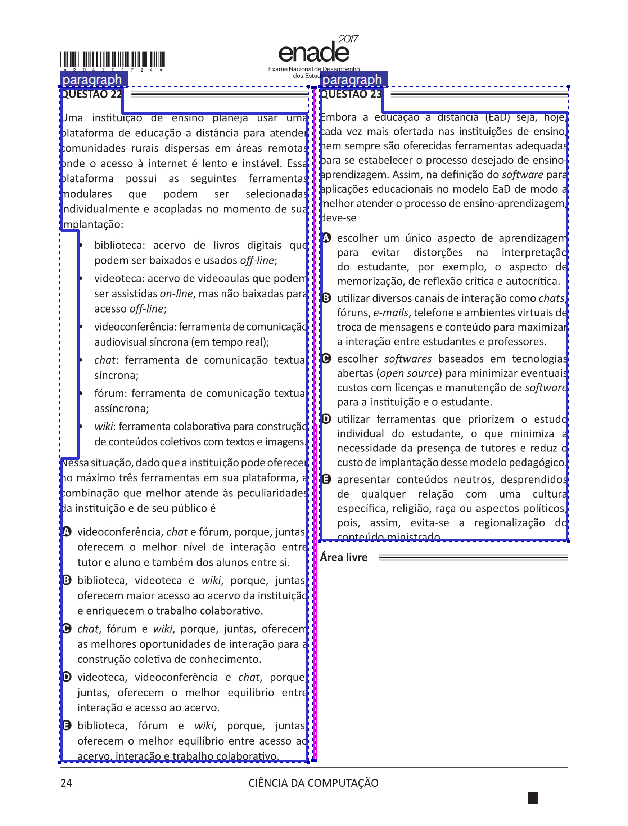 2017
enade
Exame Nacional de Desempenho
dos Estud
paragraph
QUESTÃO 22
Uma instituição de ensino planeja usar uma
plataforma de educação a distância para atender
comunidades rurais dispersas em áreas remotas
onde o acesso à internet é lento e instável. Essa
plataforma possui as seguintes ferramentas
modulares que podem ser selecionadas
individualmente e acopladas no momento de sua
implantação:
• biblioteca: acervo de livros digitais que
podem ser baixados e usados off-line;
• videoteca: acervo de videoaulas que podem
ser assistidas on-line, mas não baixadas para
acesso off-line;
• videoconferência: ferramenta de comunicação
audiovisual síncrona (em tempo real);
• chat: ferramenta de comunicação textual
síncrona;
• fórum: ferramenta de comunicação textual
assíncrona;
• wiki: ferramenta colaborativa para construção
de conteúdos coletivos com textos e imagens.
Nessa situação, dado que a instituição pode oferecer
no máximo três ferramentas em sua plataforma, a
combinação que melhor atende às peculiaridades
da instituição e de seu público é
A videoconferência, chat e fórum, porque, juntas,
oferecem o melhor nível de interação entre
tutor e aluno e também dos alunos entre si.
B biblioteca, videoteca e wiki, porque, juntas,
oferecem maior acesso ao acervo da instituição
e enriquecem o trabalho colaborativo.
C chat, fórum e wiki, porque, juntas, oferecem
as melhores oportunidades de interação para a
construção coletiva de conhecimento.
D videoteca, videoconferência e chat, porque,
juntas, oferecem o melhor equilíbrio entre
interação e acesso ao acervo.
E biblioteca, fórum e wiki, porque, juntas,
oferecem o melhor equilíbrio entre acesso ao
acervo, interação e trabalho colaborativo.
paragraph
QUESTÃO 23
Embora a educação a distância (EaD) seja, hoje,
cada vez mais ofertada nas instituições de ensino,
nem sempre são oferecidas ferramentas adequadas
para se estabelecer o processo desejado de ensino-
aprendizagem. Assim, na definição do software para
aplicações educacionais no modelo EaD de modo a
melhor atender o processo de ensino-aprendizagem,
deve-se
A escolher um único aspecto de aprendizagem
para evitar distorções na interpretação
do estudante, por exemplo, o aspecto de
memorização, de reflexão crítica e autocrítica.
B utilizar diversos canais de interação como chats,
fóruns, e-mails, telefone e ambientes virtuais de
troca de mensagens e conteúdo para maximizar
a interação entre estudantes e professores.
C escolher softwares baseados em tecnologias
abertas (open source) para minimizar eventuais
custos com licenças e manutenção de software
para a instituição e o estudante.
D utilizar ferramentas que priorizem o estudo
individual do estudante, o que minimiza a
necessidade da presença de tutores e reduz o
custo de implantação desse modelo pedagógico.
E apresentar conteúdos neutros, desprendidos
de qualquer relação com uma cultura
específica, religião, raça ou aspectos políticos,
pois, assim, evita-se a regionalização do
conteúdo ministrado.
Área livre
24
CIÊNCIA DA COMPUTAÇÃO